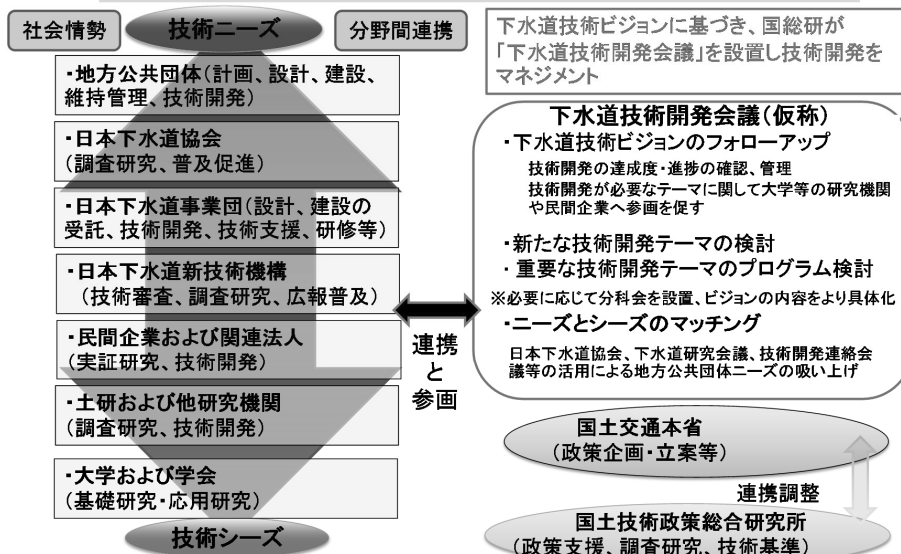 社会情勢
技術ニーズ
分野間連携
・地方公共団体(計画、設計、建設、
維持管理、技術開発)
・日本下水道協会
(調査研究、普及促進)
・日本下水道事業団(設計、建設の
受託、技術開発、技術支援、研修等)
・日本下水道新技術機構
(技術審査、調査研究、広報普及)
・民間企業および関連法人
(実証研究、技術開発)
・土研および他研究機関
(調査研究、技術開発)
・大学および学会
(基礎研究・応用研究)
技術シーズ
連携
と
参画
下水道技術ビジョンに基づき、国総研が
「下水道技術開発会議」を設置し技術開発を
マネジメント
下水道技術開発会議(仮称)
・下水道技術ビジョンのフォローアップ
技術開発の達成度・進捗の確認、管理
技術開発が必要なテーマに関して大学等の研究機関
や民間企業へ参画を促す
・新たな技術開発テーマの検討
・重要な技術開発テーマのプログラム検討
※必要に応じて分科会を設置、ビジョンの内容をより具体化
・ニーズとシーズのマッチング
日本下水道協会、下水道研究会議、技術開発連絡会
議等の活用による地方公共団体ニーズの吸い上げ
国土交通本省
(政策企画・立案等)
連携調整
国土技術政策総合研究所
(政策支援、調査研究、技術基準)